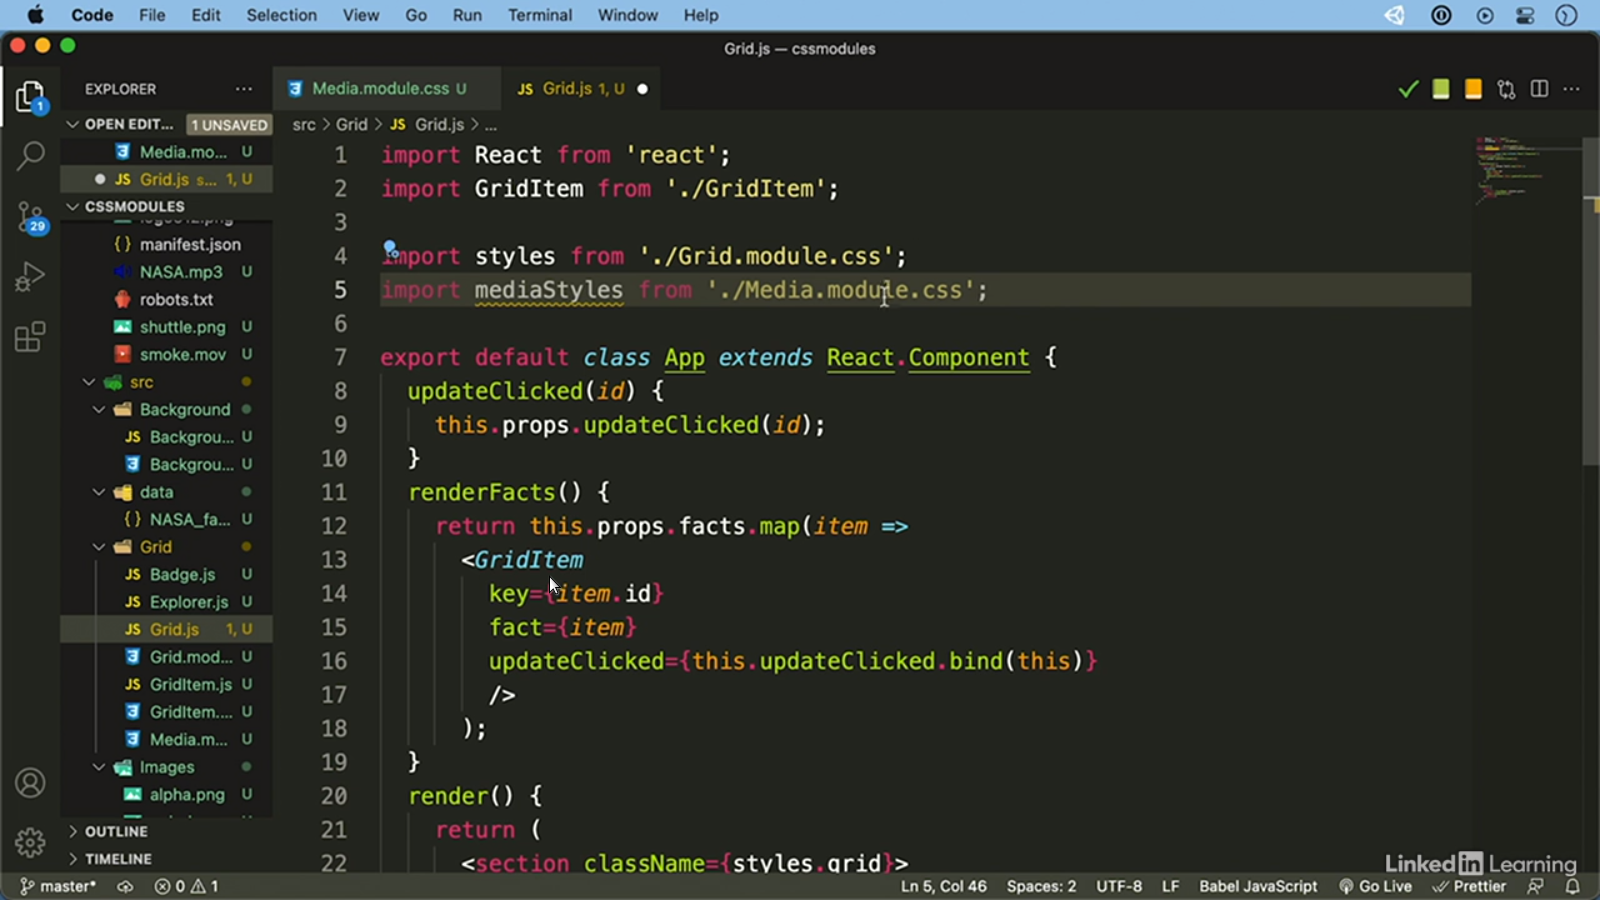 Code File Edit Selection View Go Run Terminal Window Help
Grid.js — cssmodules
EXPLORER
Media.module.css U
JS Grid.js 1, U
OPEN EDIT... 1 UNSAVED
Media.mo... U
JS Grid.js s... 1, U
CSSMODULES
{} manifest.json
NASA.mp3 U
robots.txt
shuttle.png U
smoke.mov U
src
Background
JS Backgrou... U
Backgrou... U
data
{} NASA_fa... U
Grid
JS Badge.js U
JS Explorer.js U
JS Grid.js 1, U
Grid.mod... U
JS GridItem.js U
GridItem.... U
Media.m... U
Images
alpha.png U
OUTLINE
TIMELINE
1
29
src > Grid > JS Grid.js > ...
1 import React from 'react';
2 import GridItem from './GridItem';
3
4 import styles from './Grid.module.css';
5 import mediaStyles from './Media.module.css';
6
7 export default class App extends React.Component {
8 updateClicked(id) {
9 this.props.updateClicked(id);
10 }
11 renderFacts() {
12 return this.props.facts.map(item =>
13 <GridItem
14 key={item.id}
15 fact={item}
16 updateClicked={this.updateClicked.bind(this)}
17 />
18 );
19 }
20 render() {
21 return (
22 <section className={styles.grid}>
LinkedIn Learning
master* 0 1 Ln 5, Col 46 Spaces: 2 UTF-8 LF Babel JavaScript Go Live Prettier